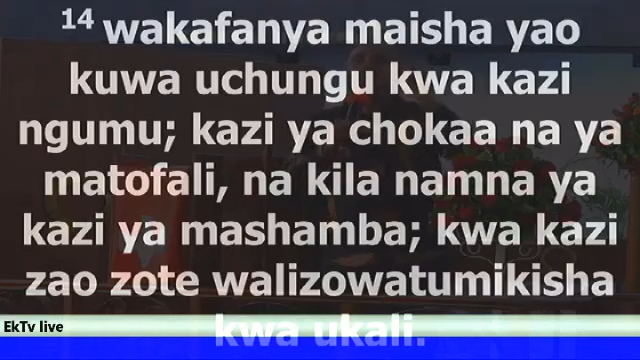 14 wakafanya maisha yao
kuwa uchungu kwa kazi
ngumu; kazi ya chokaa na ya
matofali, na kila namna ya
kazi ya mashamba; kwa kazi
zao zote walizowatumikisha
kwa ukali.
EkTv live